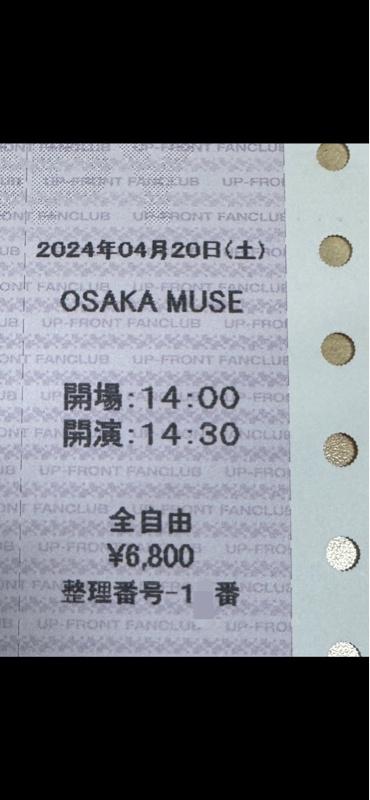 UP-FRONT FANCLUB
2024年04月20日(土)
OSAKA MUSE
開場:14:00
開演:14:30
全自由
¥6,800
整理番号-1 番